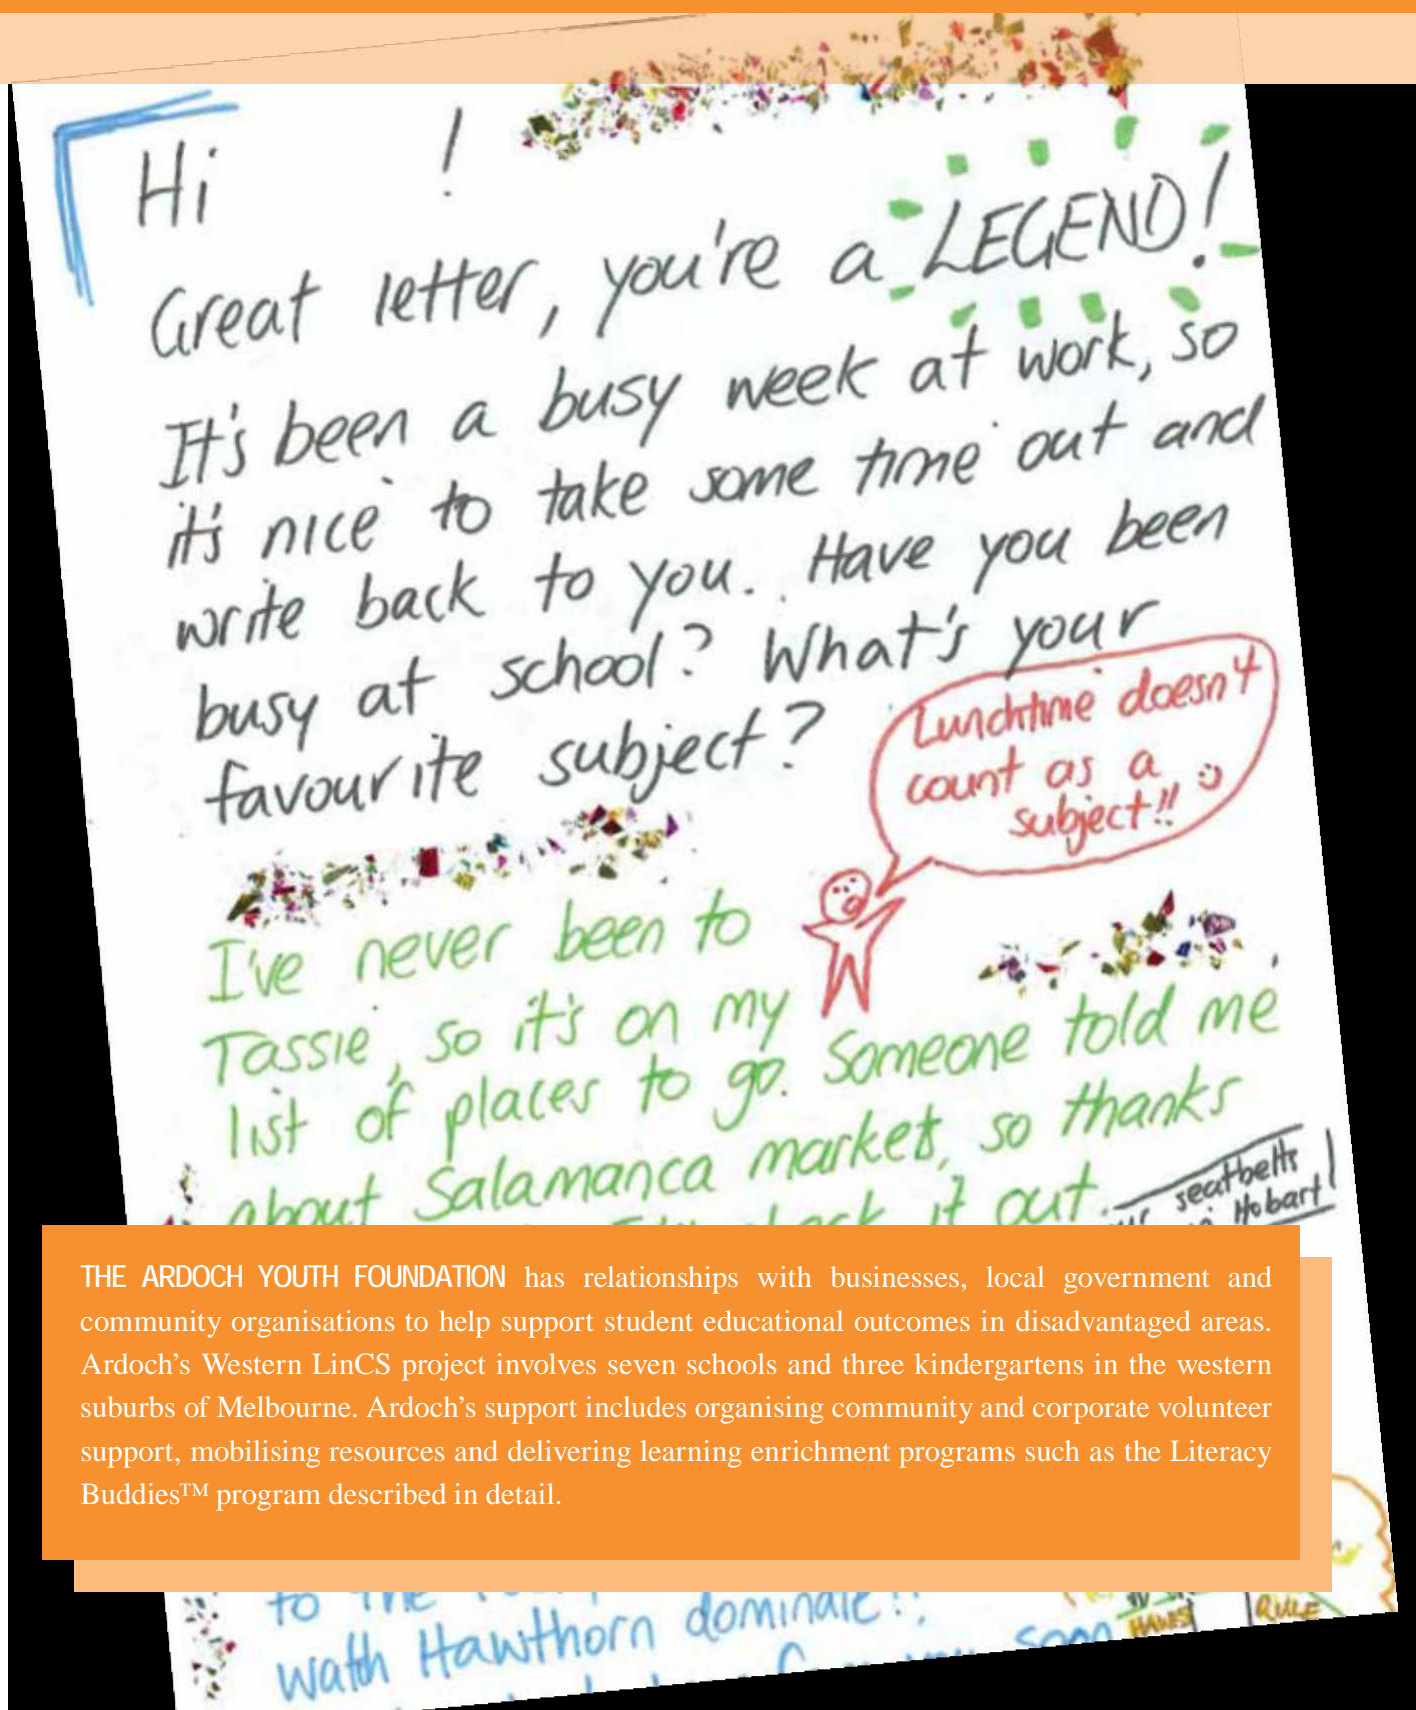 Hi !
Great letter, you're a LEGEND!
It's been a busy week at work, so
it's nice to take some time out and
write back to you. Have you been
busy at school? What's your
favourite subject?
Lunchtime doesn't
count as a
subject!!
I've never been to
Tassie, so it's on my
list of places to go. Someone told me
about Salamanca market, so thanks
it out.
seatbelts
Hobart!
THE ARDOCH YOUTH FOUNDATION has relationships with businesses, local government and
community organisations to help support student educational outcomes in disadvantaged areas.
Ardoch's Western LinCS project involves seven schools and three kindergartens in the western
suburbs of Melbourne. Ardoch's support includes organising community and corporate volunteer
support, mobilising resources and delivering learning enrichment programs such as the Literacy
Buddies™ program described in detail.
to the
watch Hawthorn dominate!!
HAWKS RULE
soon